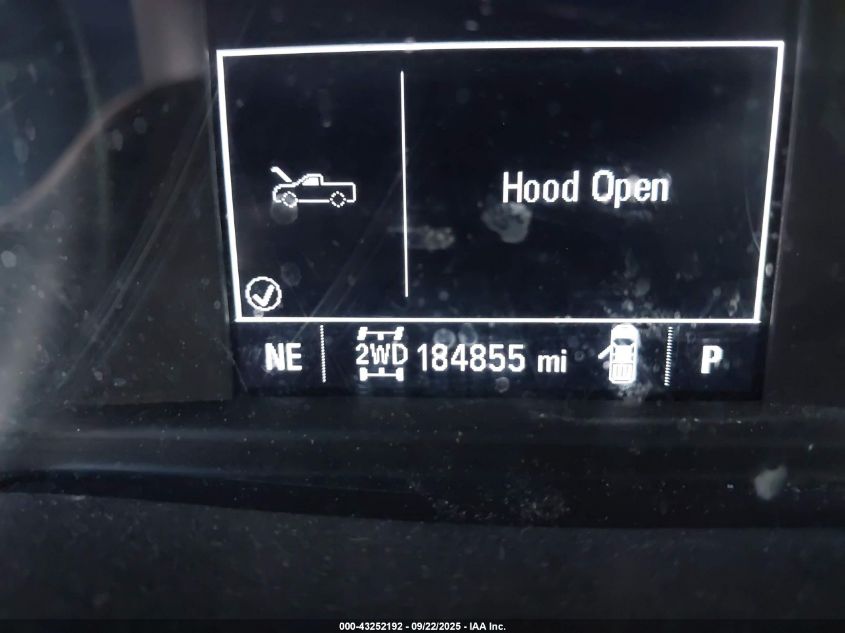 Hood Open
NE 2WD 184855 mi P
000-43252192 - 09/22/2025 - IAA Inc.